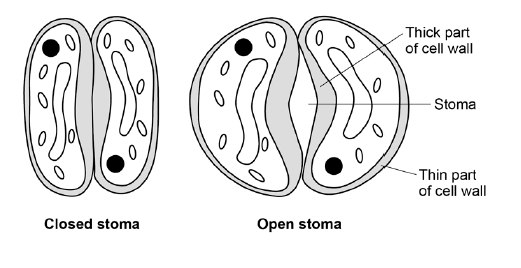 Thick part
of cell wall
Stoma
Thin part
of cell wall
Closed stoma
Open stoma